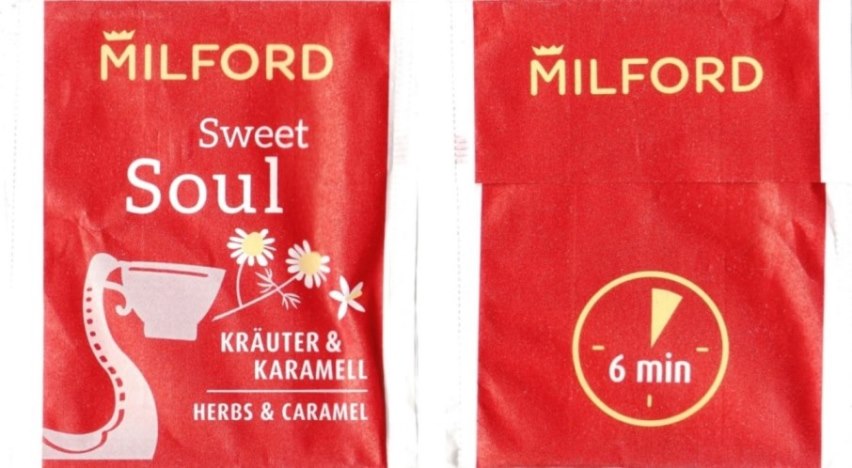 MILFORD
Sweet
Soul
KRÄUTER &
KARAMELL
HERBS & CARAMEL
MILFORD
6 min